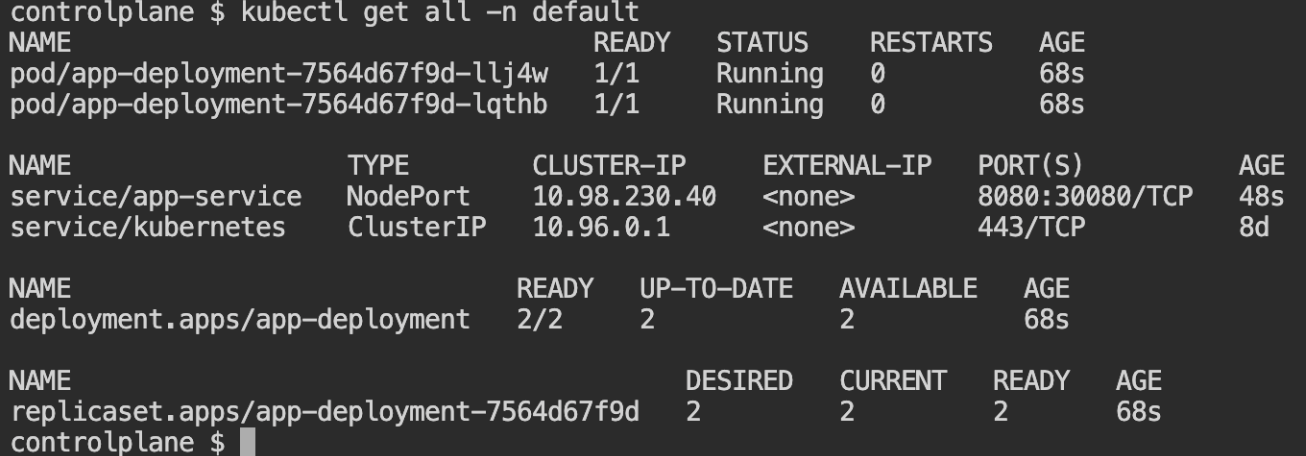 controlplane $ kubectl get all -n default
NAME READY STATUS RESTARTS AGE
pod/app-deployment-7564d67f9d-llj4w 1/1 Running 0 68s
pod/app-deployment-7564d67f9d-lqthb 1/1 Running 0 68s
NAME TYPE CLUSTER-IP EXTERNAL-IP PORT(S) AGE
service/app-service NodePort 10.98.230.40 <none> 8080:30080/TCP 48s
service/kubernetes ClusterIP 10.96.0.1 <none> 443/TCP 8d
NAME READY UP-TO-DATE AVAILABLE AGE
deployment.apps/app-deployment 2/2 2 2 68s
NAME DESIRED CURRENT READY AGE
replicaset.apps/app-deployment-7564d67f9d 2 2 2 68s
controlplane $